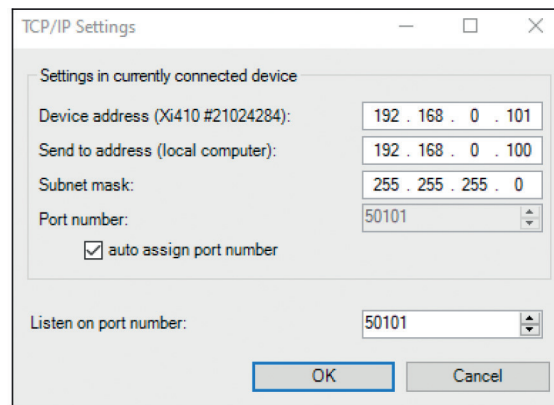 TCP/IP Settings
Settings in currently connected device
Device address (Xi410 #21024284): 192 . 168 . 0 . 101
Send to address (local computer): 192 . 168 . 0 . 100
Subnet mask: 255 . 255 . 255 . 0
Port number: 50101
auto assign port number
Listen on port number: 50101
OK Cancel